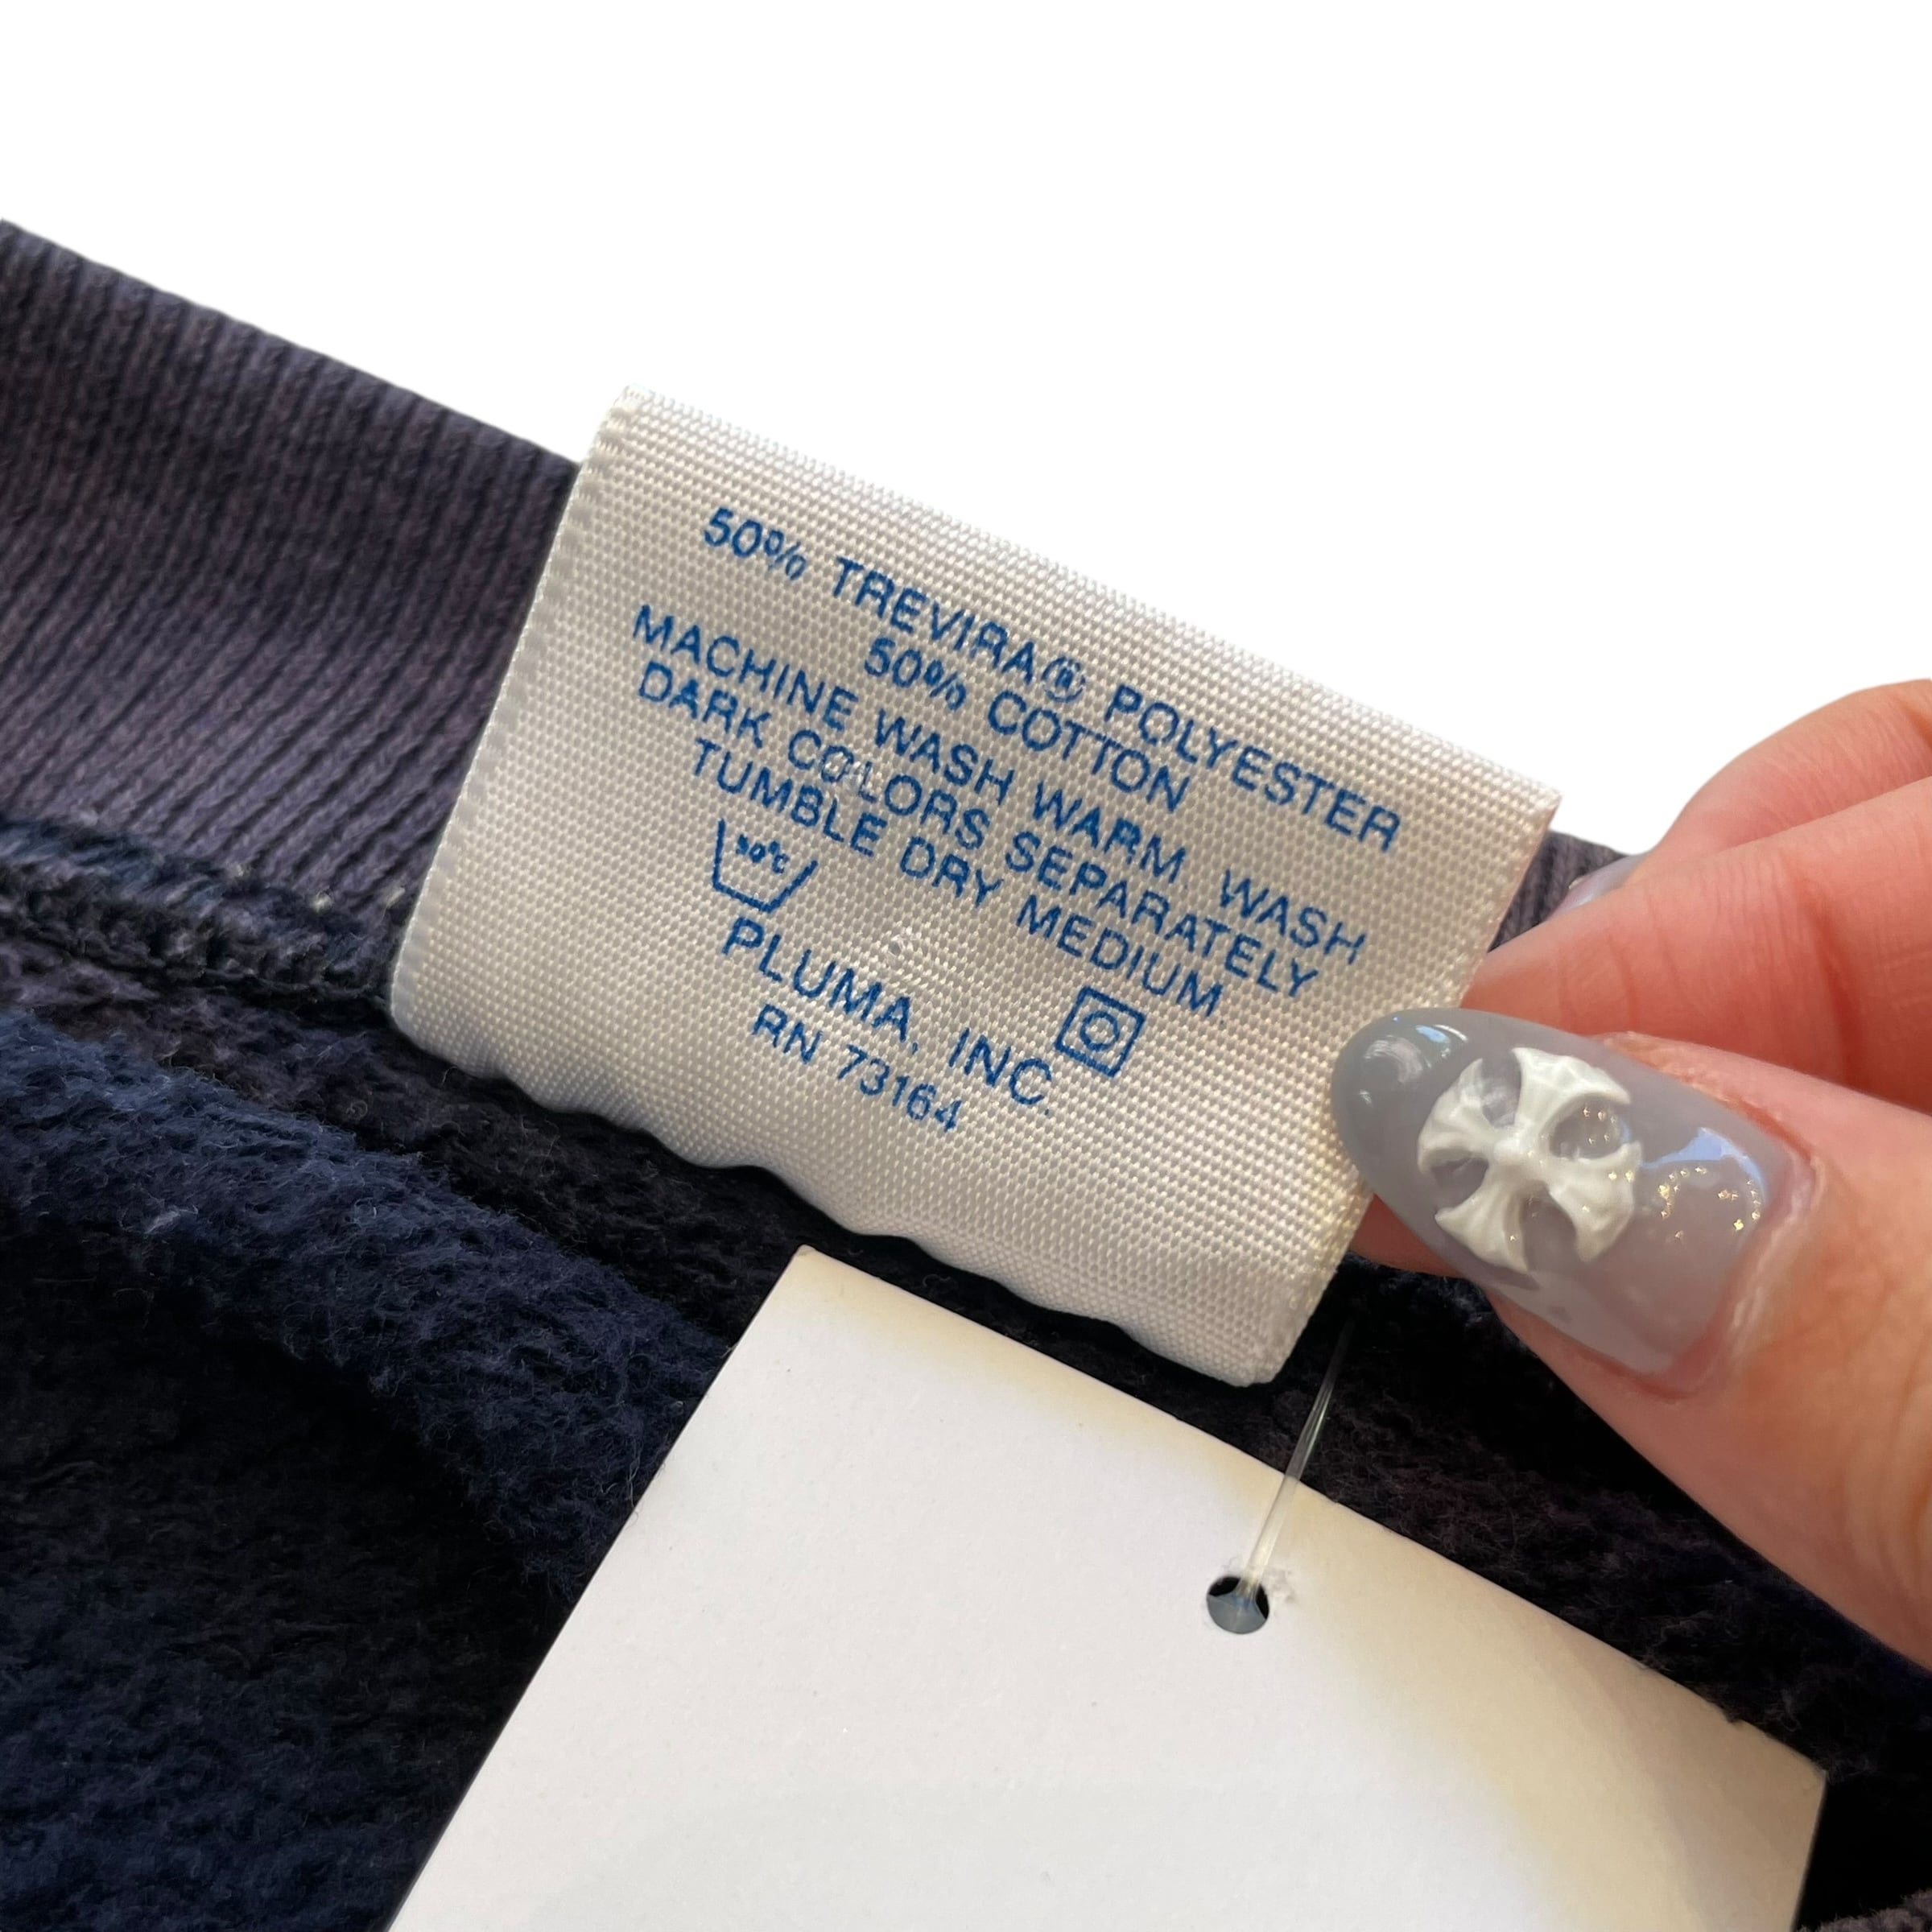 50% TREVIRA® POLYESTER
50% COTTON
MACHINE WASH WARM. WASH
DARK COLORS SEPARATELY
TUMBLE DRY MEDIUM.
PLUMA, INC.
RN 73164